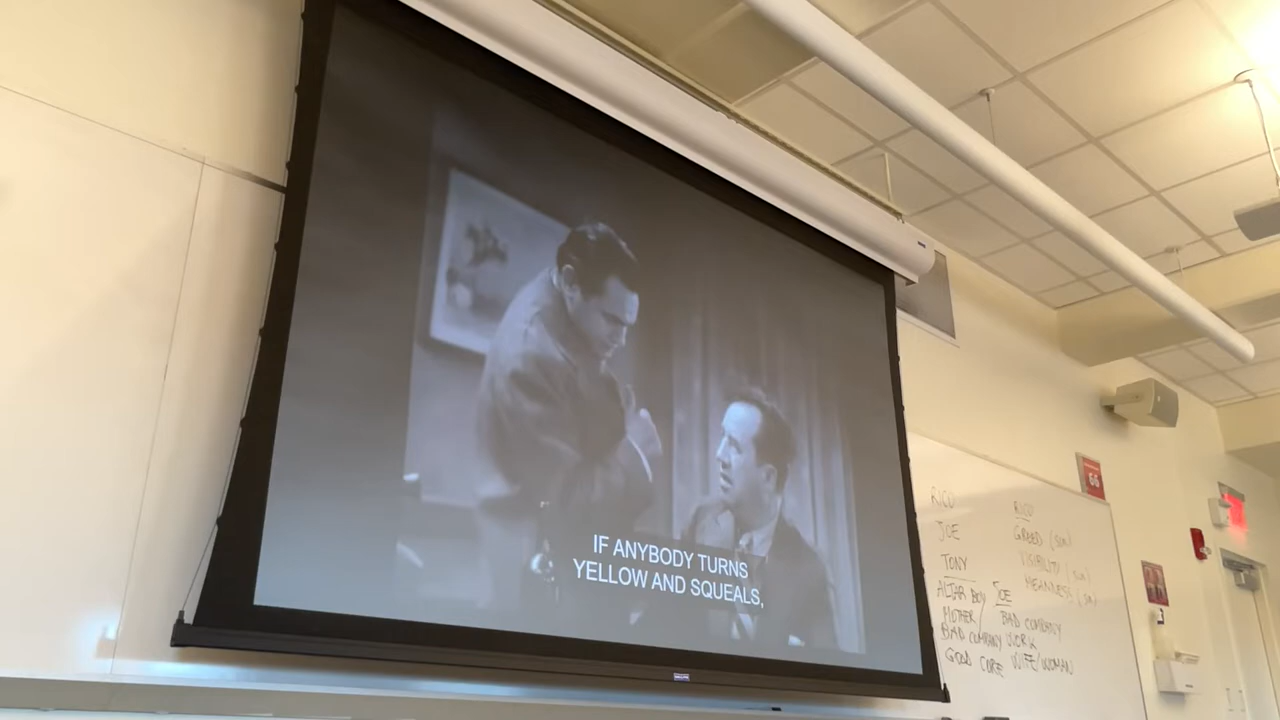 IF ANYBODY TURNS
YELLOW AND SQUEALS,
RICO
JOE
TONY
ALTAR BOY
MOTHER
BAD COMPANY
GOOD CORE
RICO
GREED (SIN)
VISIBILITY (SIN)
MEANNESS (SIN)
JOE
BAD COMPANY
WORK
WIFE/WOMAN